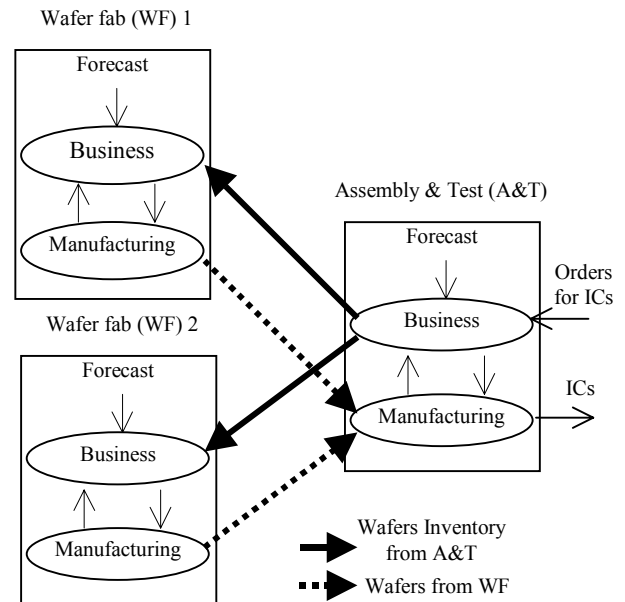 Wafer fab (WF) 1
Forecast
Business
Manufacturing
Wafer fab (WF) 2
Forecast
Business
Manufacturing
Assembly & Test (A&T)
Forecast
Business
Manufacturing
Orders
for ICs
ICs
Wafers Inventory
from A&T
Wafers from WF